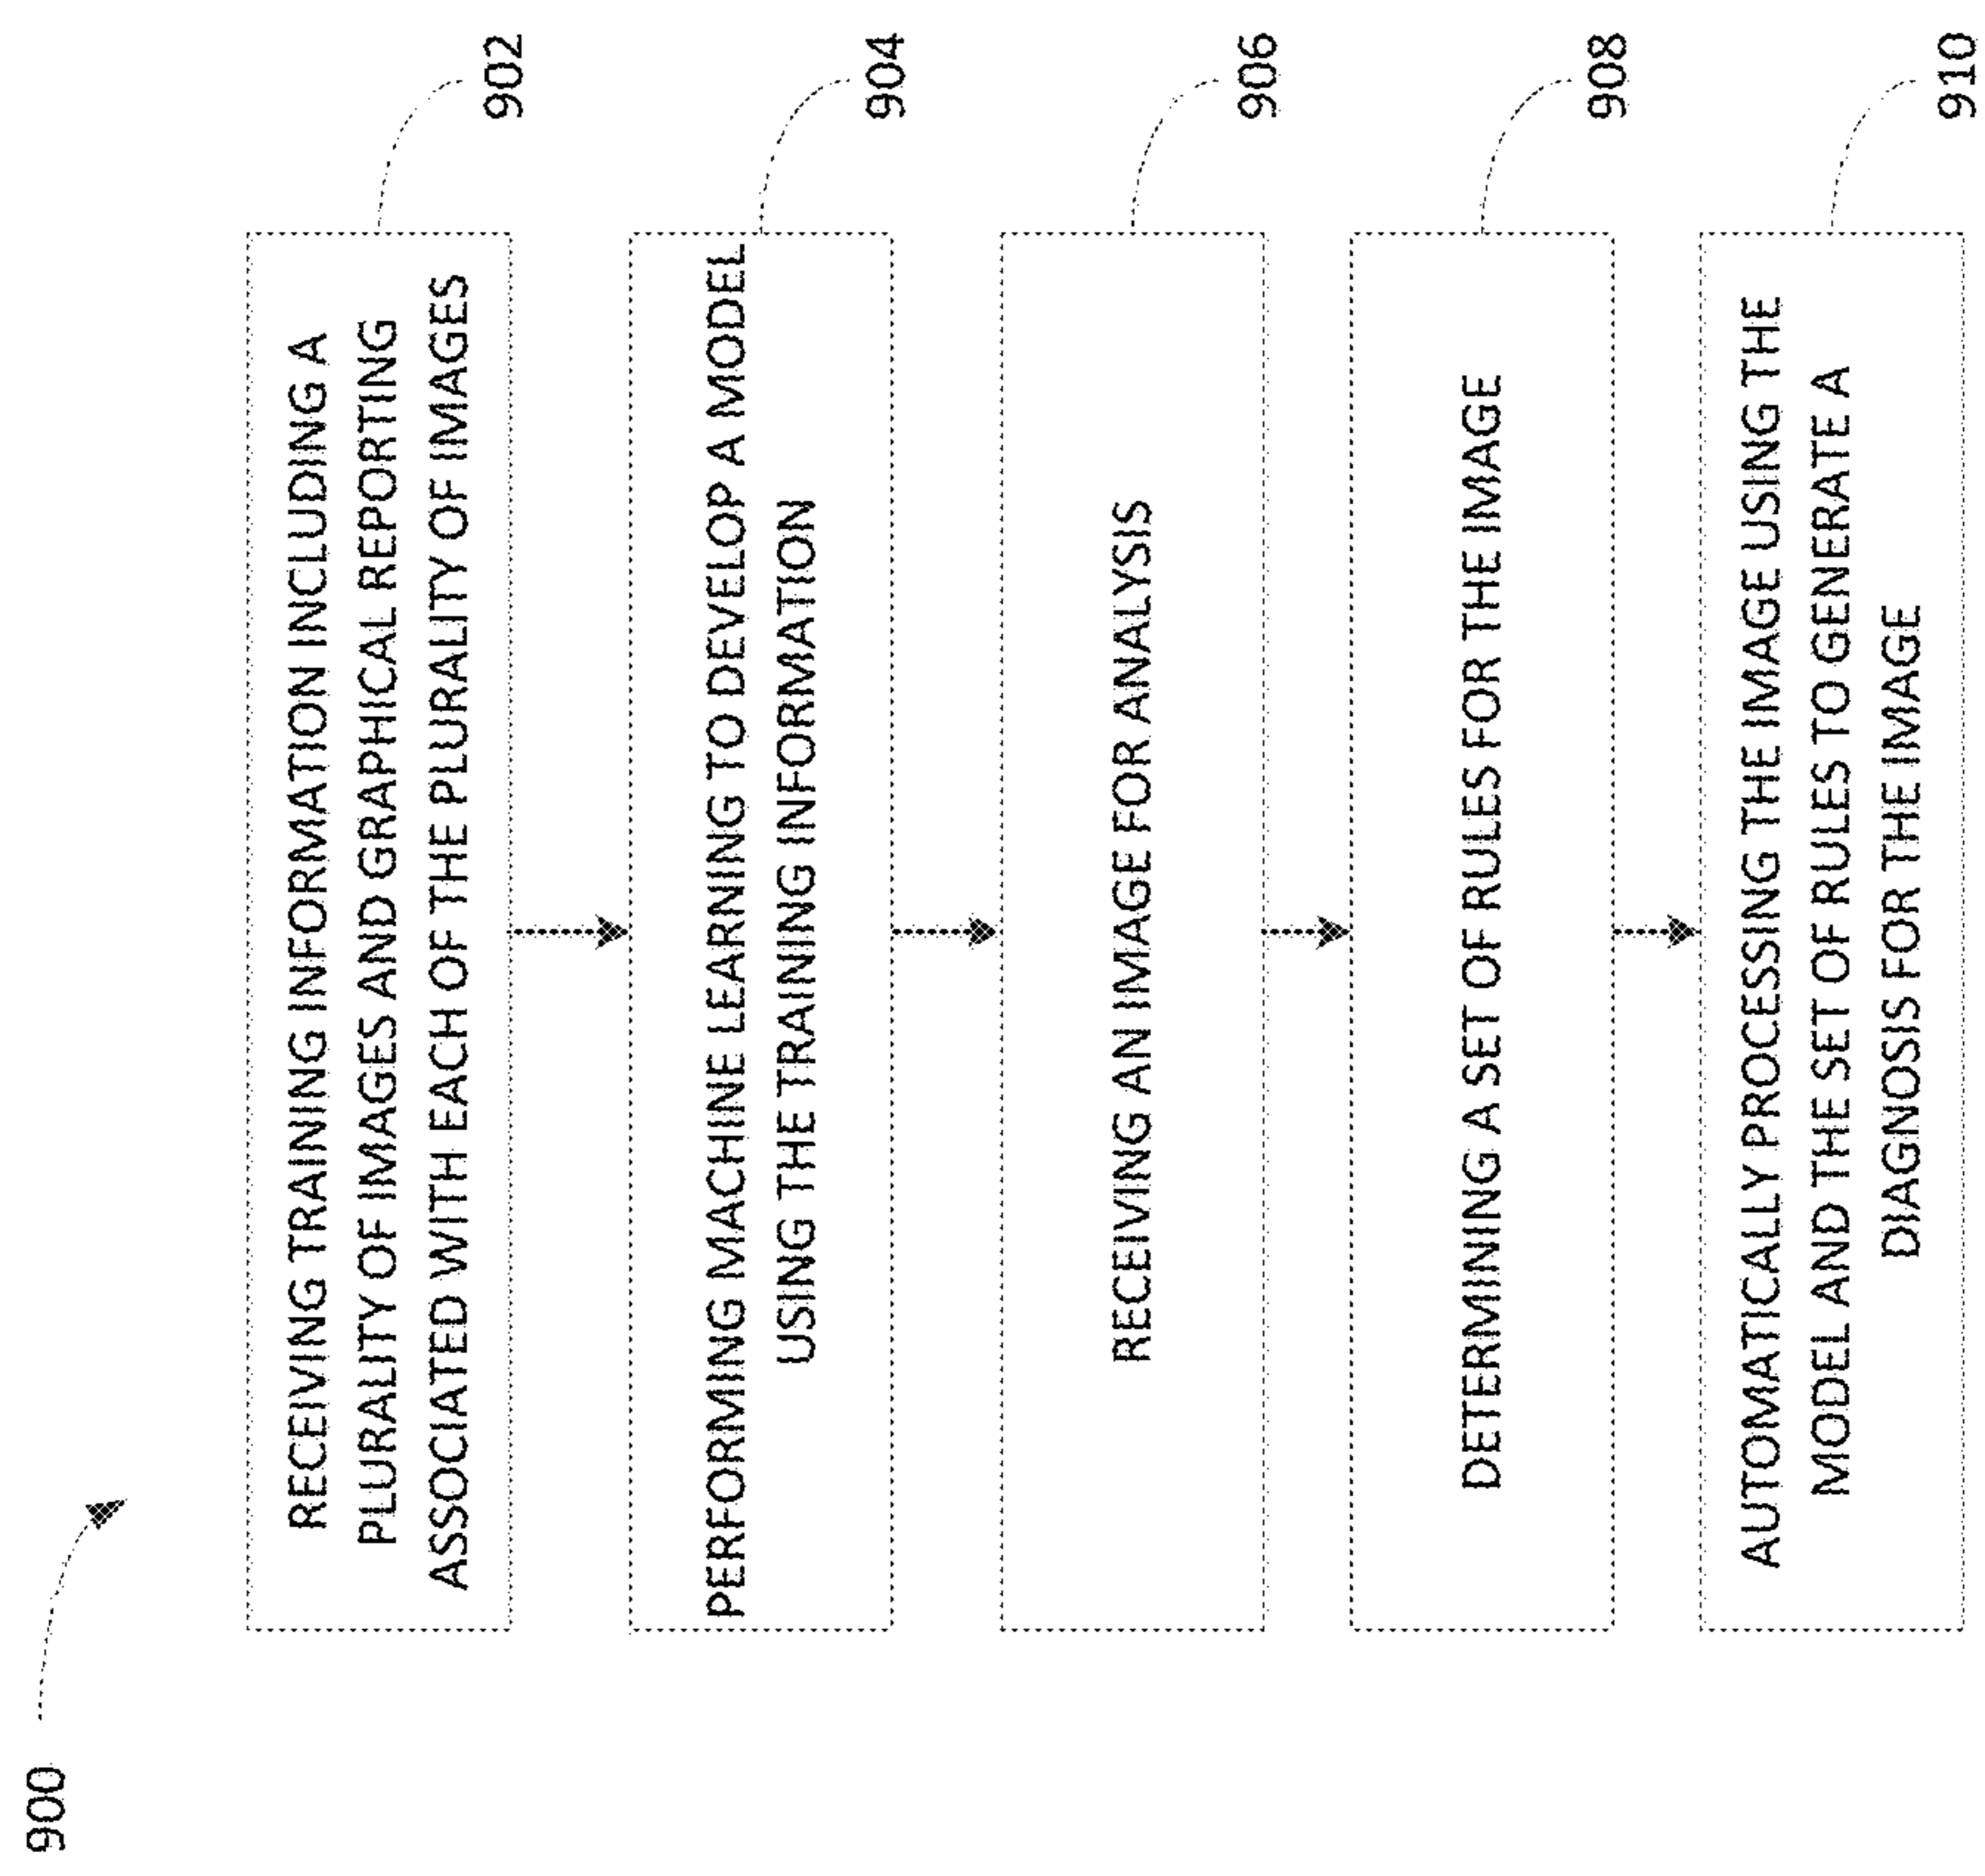 900
RECEIVING TRAINING INFORMATION INCLUDING A
PLURALITY OF IMAGES AND GRAPHICAL REPORTING
ASSOCIATED WITH EACH OF THE PLURALITY OF IMAGES
902
PERFORMING MACHINE LEARNING TO DEVELOP A MODEL
USING THE TRAINING INFORMATION
904
RECEIVING AN IMAGE FOR ANALYSIS
906
DETERMINING A SET OF RULES FOR THE IMAGE
908
AUTOMATICALLY PROCESSING THE IMAGE USING THE
MODEL AND THE SET OF RULES TO GENERATE A
DIAGNOSIS FOR THE IMAGE
910